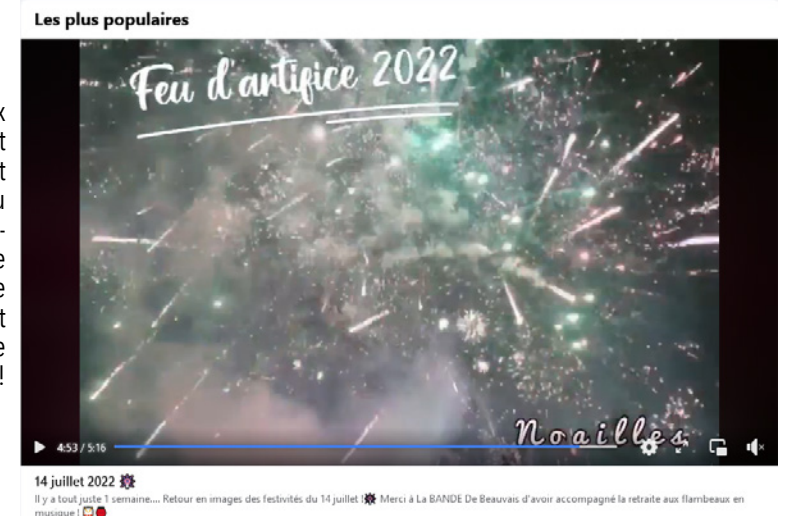 Les plus populaires
Feu d'artifice 2022
Noailles
4:53 / 5:16
14 juillet 2022
Il y a tout juste 1 semaine.... Retour en images des festivités du 14 juillet ! Merci à La BANDE De Beauvais d'avoir accompagné la retraite aux flambeaux en
musique !